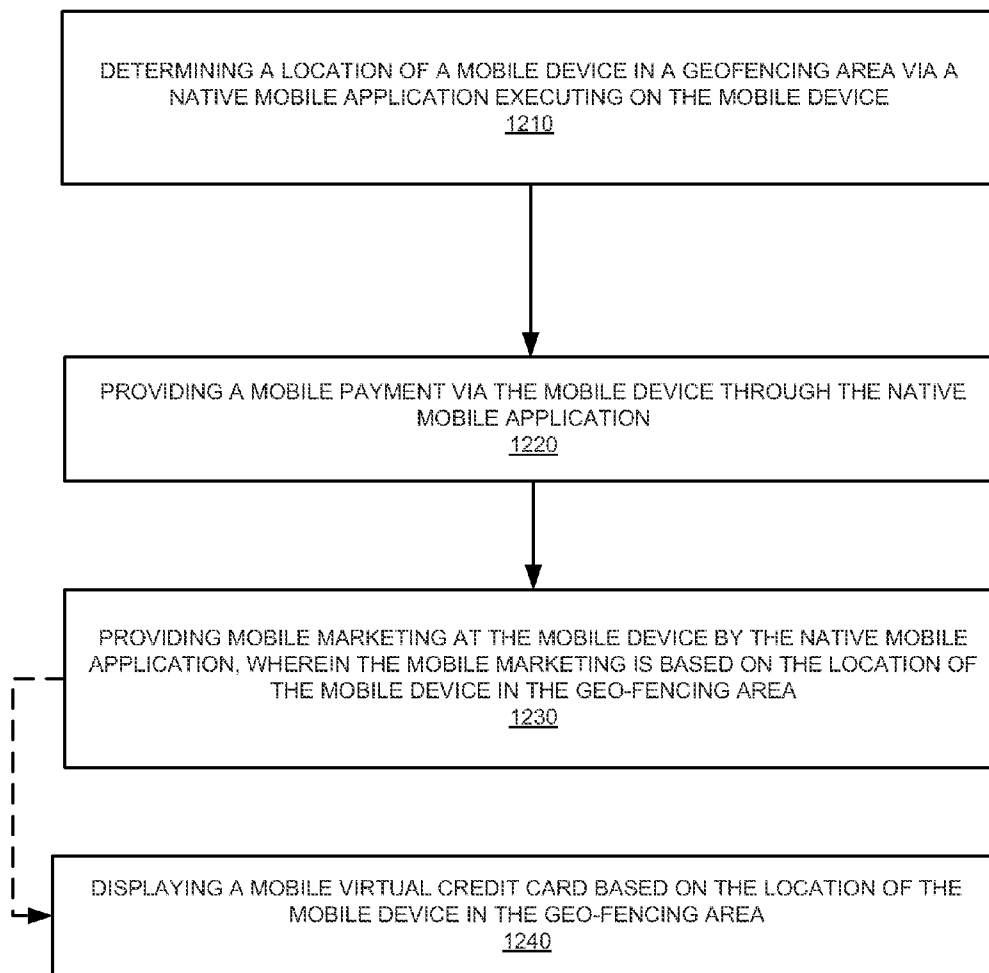 DETERMINING A LOCATION OF A MOBILE DEVICE IN A GEOFENCING AREA VIA A
NATIVE MOBILE APPLICATION EXECUTING ON THE MOBILE DEVICE
1210
PROVIDING A MOBILE PAYMENT VIA THE MOBILE DEVICE THROUGH THE NATIVE
MOBILE APPLICATION
1220
PROVIDING MOBILE MARKETING AT THE MOBILE DEVICE BY THE NATIVE MOBILE
APPLICATION, WHEREIN THE MOBILE MARKETING IS BASED ON THE LOCATION OF
THE MOBILE DEVICE IN THE GEO-FENCING AREA
1230
DISPLAYING A MOBILE VIRTUAL CREDIT CARD BASED ON THE LOCATION OF THE
MOBILE DEVICE IN THE GEO-FENCING AREA
1240